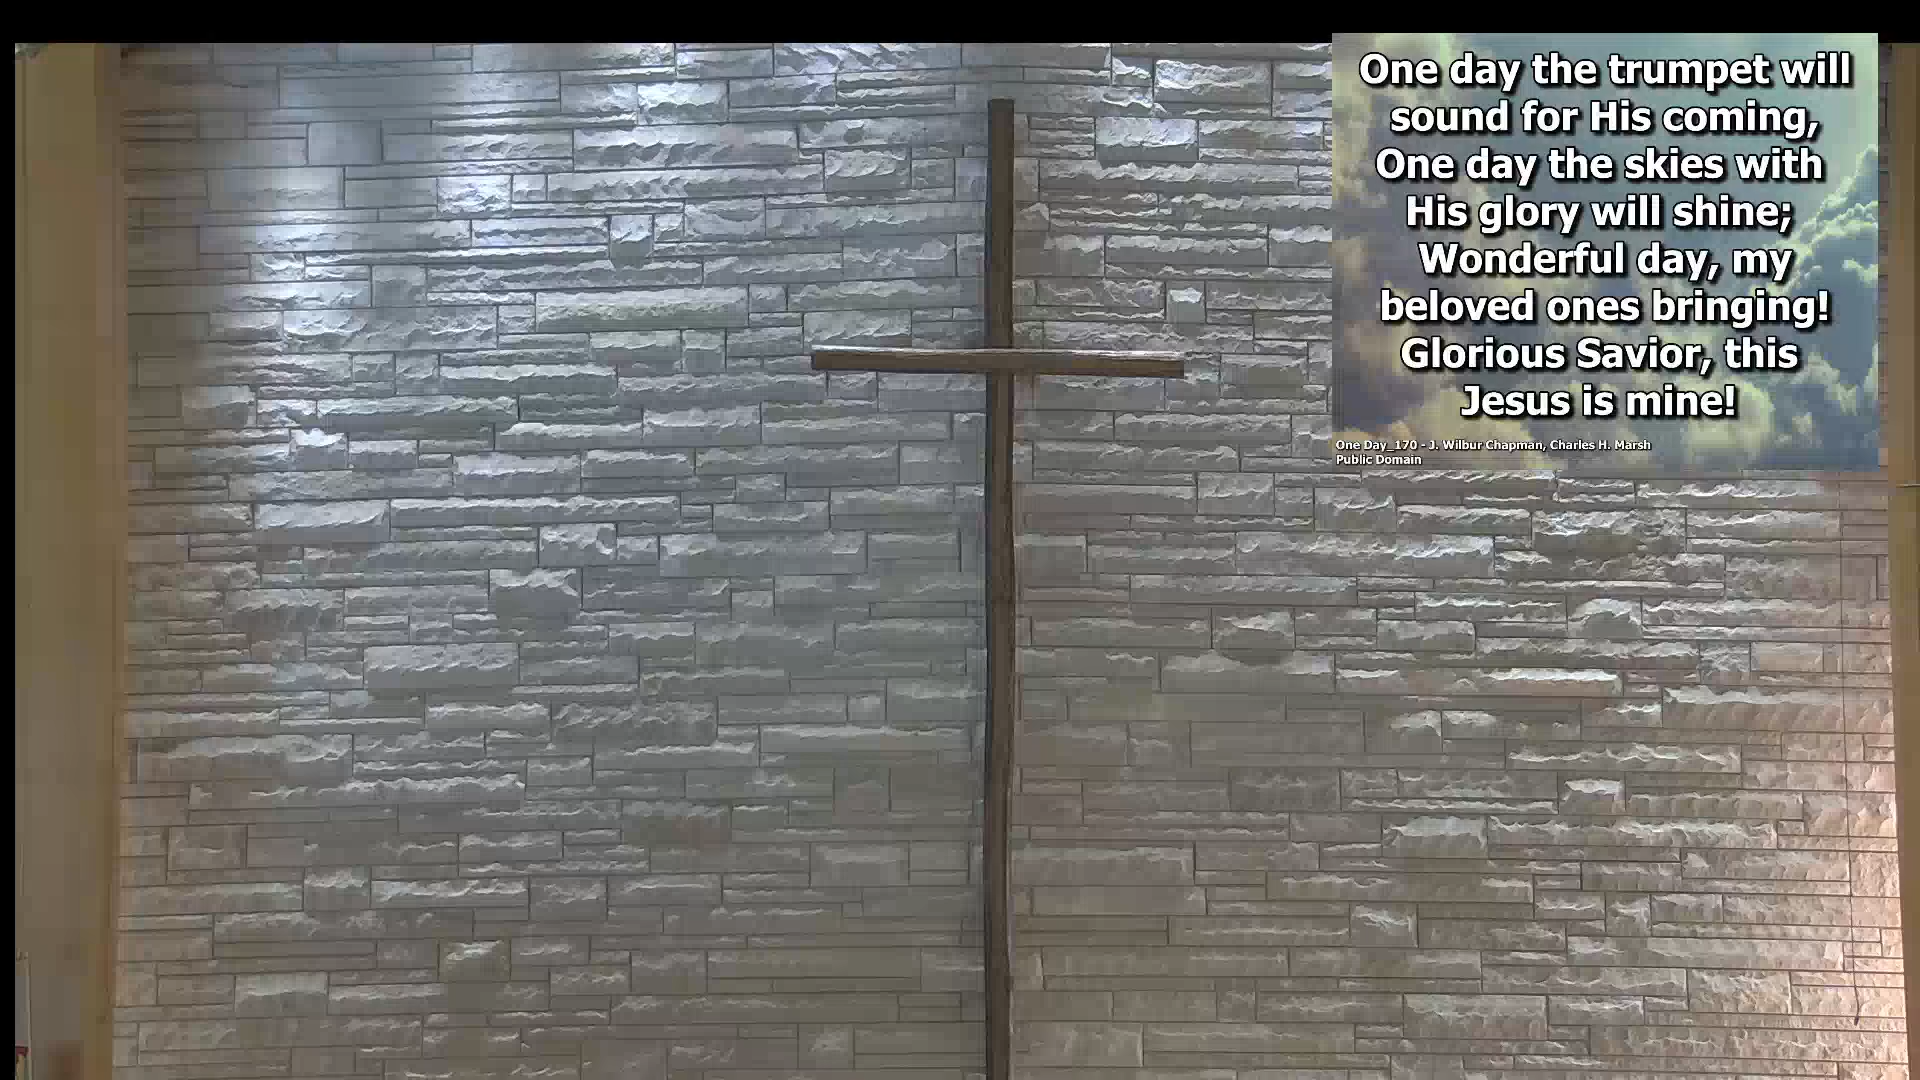 One day the trumpet will
sound for His coming,
One day the skies with
His glory will shine;
Wonderful day, my
beloved ones bringing!
Glorious Savior, this
Jesus is mine!
One Day_170 - J. Wilbur Chapman, Charles H. Marsh
Public Domain